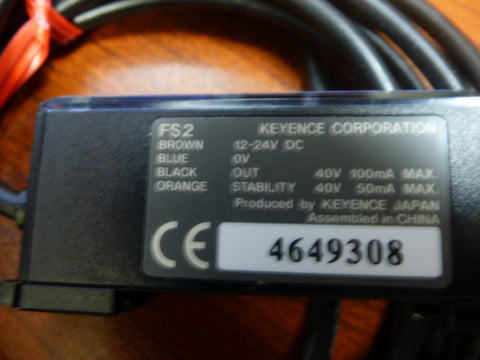 FS2 KEYENCE CORPORATION
BROWN 12-24V DC
BLUE 0V
BLACK OUT 40V 100mA MAX.
ORANGE STABILITY 40V 50mA MAX.
Produced by KEYENCE JAPAN
Assembled in CHINA
CE 4649308